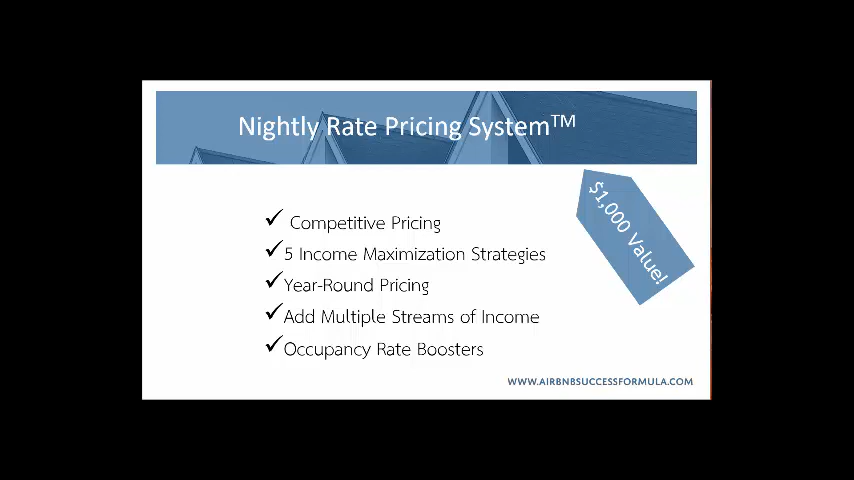 Nightly Rate Pricing System™
$1,000 Value!
✓ Competitive Pricing
✓5 Income Maximization Strategies
✓Year-Round Pricing
✓Add Multiple Streams of Income
✓Occupancy Rate Boosters
WWW.AIRBNBSUCCESSFORMULA.COM